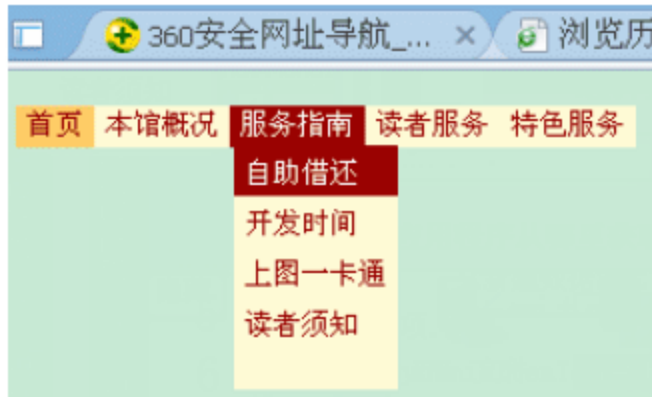 360安全网址导航_...
浏览历
首页 本馆概况 服务指南 读者服务 特色服务
自助借还
开发时间
上图一卡通
读者须知